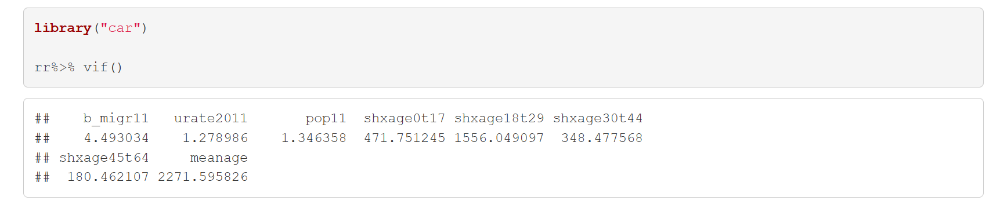 library("car")
rr%>% vif()
##    b_migr11   urate2011       pop11  shxage0t17 shxage18t29 shxage30t44
##    4.493034    1.278986    1.346358  471.751245 1556.049097  348.477568
## shxage45t64     meanage
##  180.462107 2271.595826